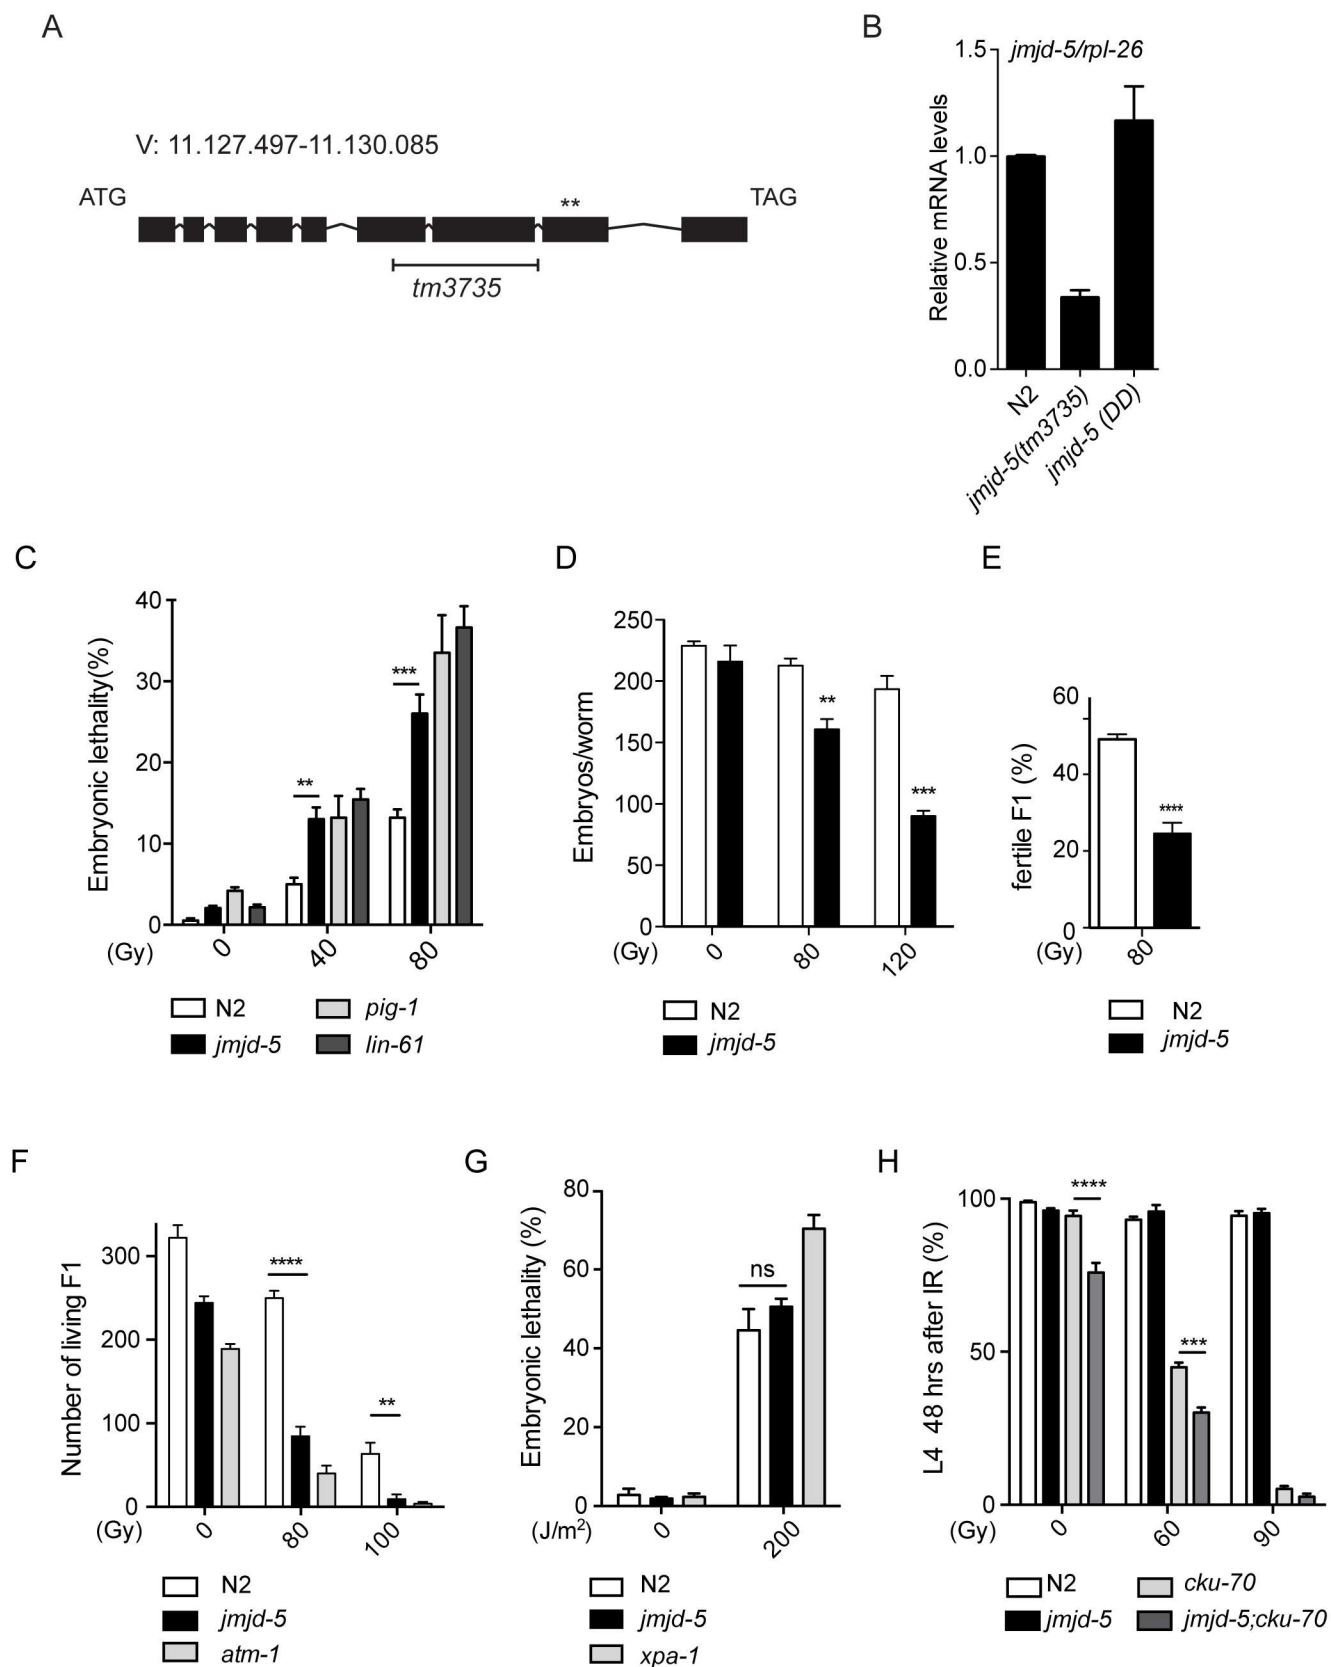 A
V: 11.127.497-11.130.085
ATG
TAG
**
tm3735
B
jmjd-5/rpl-26
Relative mRNA levels
1.5
1.0
0.5
0.0
N2
jmjd-5(tm3735)
jmjd-5 (DD)
C
Embryonic lethality(%)
40
30
20
10
0
**
***
(Gy)
0
40
80
N2
pig-1
jmjd-5
lin-61
D
Embryos/worm
250
200
150
100
50
0
**
***
(Gy)
0
80
120
N2
jmjd-5
E
fertile F1 (%)
60
40
20
0
****
(Gy)
80
N2
jmjd-5
F
Number of living F1
300
200
100
0
****
**
(Gy)
0
80
100
N2
jmjd-5
atm-1
G
Embryonic lethality (%)
80
60
40
20
0
ns
(J/m²)
0
200
N2
jmjd-5
xpa-1
H
L4 48 hrs after IR (%)
100
50
0
****
***
(Gy)
0
60
90
N2
cku-70
jmjd-5
jmjd-5;cku-70